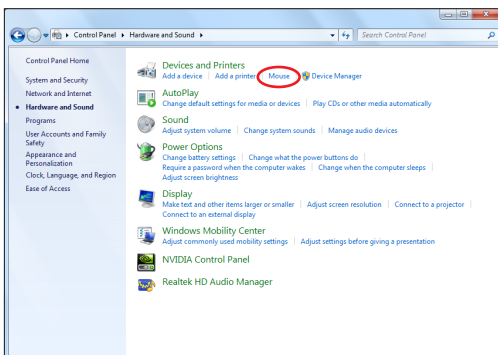 Control Panel ▸ Hardware and Sound ▸
Search Control Panel
Control Panel Home
System and Security
Network and Internet
Hardware and Sound
Programs
User Accounts and Family
Safety
Appearance and
Personalization
Clock, Language, and Region
Ease of Access
Devices and Printers
Add a device | Add a printer | Mouse | Device Manager
AutoPlay
Change default settings for media or devices | Play CDs or other media automatically
Sound
Adjust system volume | Change system sounds | Manage audio devices
Power Options
Change battery settings | Change what the power buttons do |
Require a password when the computer wakes | Change when the computer sleeps |
Adjust screen brightness
Display
Make text and other items larger or smaller | Adjust screen resolution | Connect to a projector |
Connect to an external display
Windows Mobility Center
Adjust commonly used mobility settings | Adjust settings before giving a presentation
NVIDIA Control Panel
Realtek HD Audio Manager